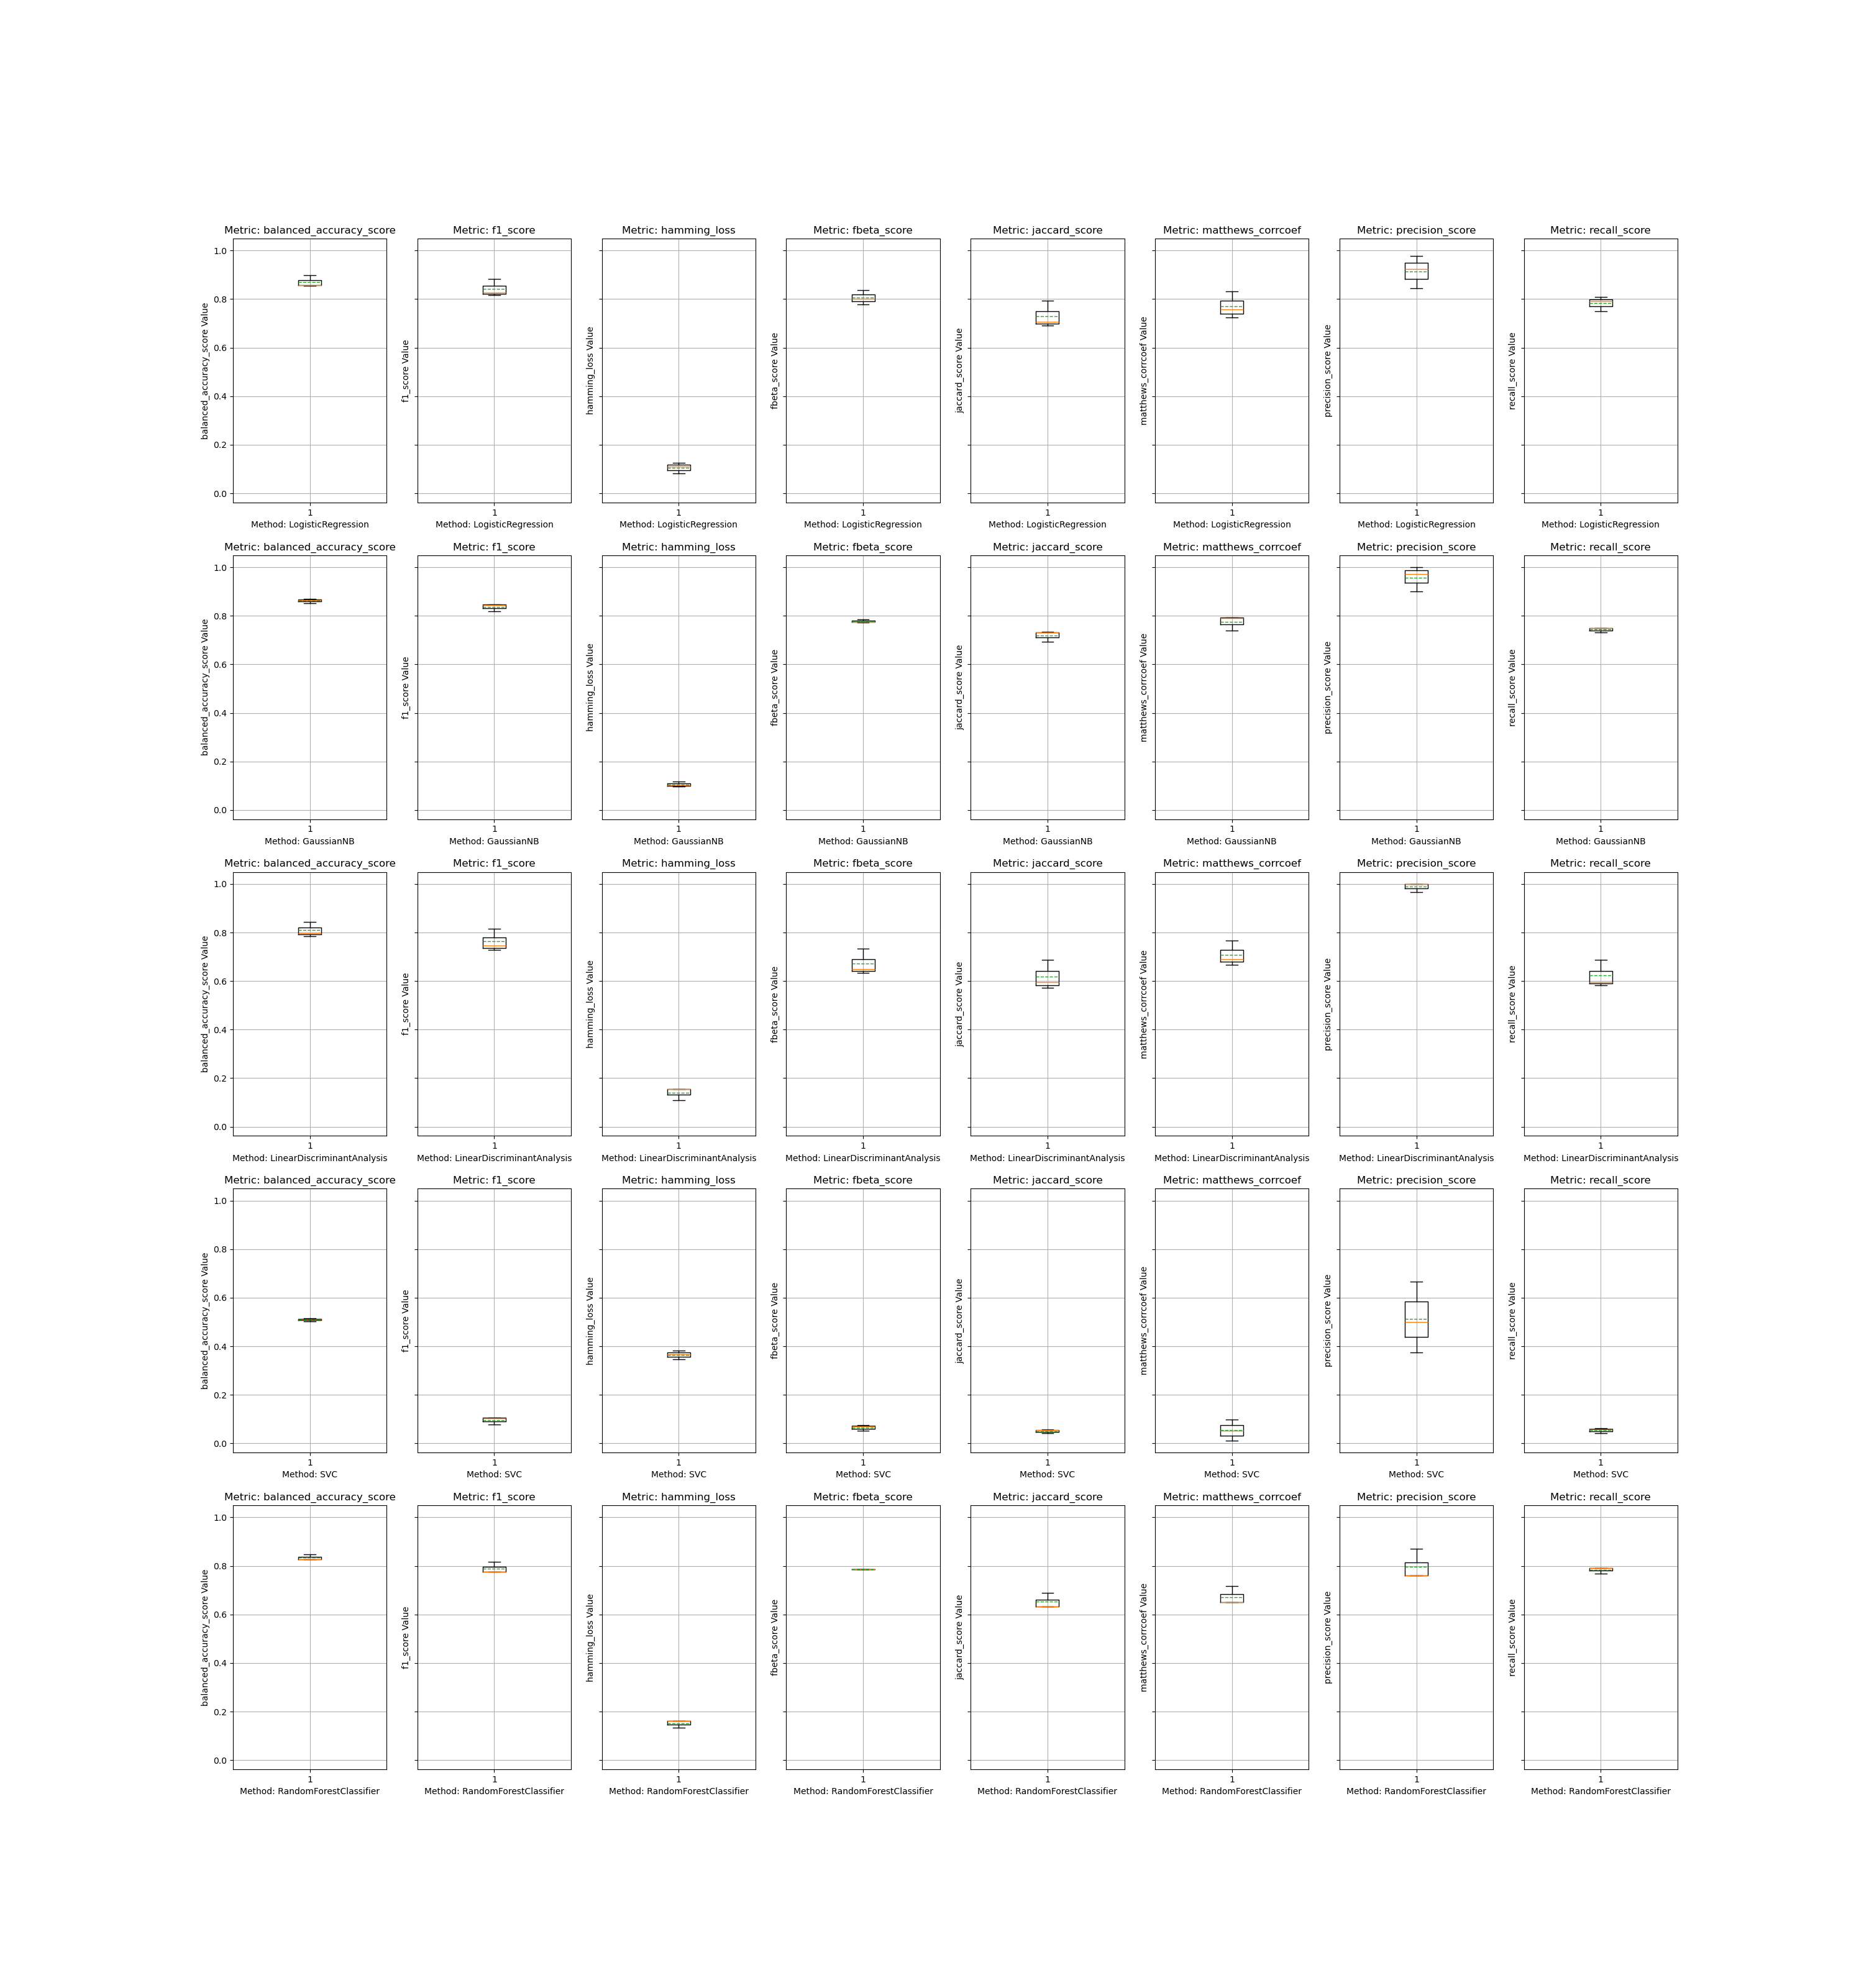 Metric: balanced_accuracy_score Metric: f1_score Metric: hamming_loss Metric: fbeta_score Metric: jaccard_score Metric: matthews_corrcoef Metric: precision_score Metric: recall_score
1.0
0.8
0.6
0.4
0.2
0.0
balanced_accuracy_score Value
f1_score Value
hamming_loss Value
fbeta_score Value
jaccard_score Value
matthews_corrcoef Value
precision_score Value
recall_score Value
1 1 1 1 1 1 1 1
Method: LogisticRegression Method: LogisticRegression Method: LogisticRegression Method: LogisticRegression Method: LogisticRegression Method: LogisticRegression Method: LogisticRegression Method: LogisticRegression
Metric: balanced_accuracy_score Metric: f1_score Metric: hamming_loss Metric: fbeta_score Metric: jaccard_score Metric: matthews_corrcoef Metric: precision_score Metric: recall_score
1.0
0.8
0.6
0.4
0.2
0.0
balanced_accuracy_score Value
f1_score Value
hamming_loss Value
fbeta_score Value
jaccard_score Value
matthews_corrcoef Value
precision_score Value
recall_score Value
1 1 1 1 1 1 1 1
Method: GaussianNB Method: GaussianNB Method: GaussianNB Method: GaussianNB Method: GaussianNB Method: GaussianNB Method: GaussianNB Method: GaussianNB
Metric: balanced_accuracy_score Metric: f1_score Metric: hamming_loss Metric: fbeta_score Metric: jaccard_score Metric: matthews_corrcoef Metric: precision_score Metric: recall_score
1.0
0.8
0.6
0.4
0.2
0.0
balanced_accuracy_score Value
f1_score Value
hamming_loss Value
fbeta_score Value
jaccard_score Value
matthews_corrcoef Value
precision_score Value
recall_score Value
1 1 1 1 1 1 1 1
Method: LinearDiscriminantAnalysis Method: LinearDiscriminantAnalysis Method: LinearDiscriminantAnalysis Method: LinearDiscriminantAnalysis Method: LinearDiscriminantAnalysis Method: LinearDiscriminantAnalysis Method: LinearDiscriminantAnalysis Method: LinearDiscriminantAnalysis
Metric: balanced_accuracy_score Metric: f1_score Metric: hamming_loss Metric: fbeta_score Metric: jaccard_score Metric: matthews_corrcoef Metric: precision_score Metric: recall_score
1.0
0.8
0.6
0.4
0.2
0.0
balanced_accuracy_score Value
f1_score Value
hamming_loss Value
fbeta_score Value
jaccard_score Value
matthews_corrcoef Value
precision_score Value
recall_score Value
1 1 1 1 1 1 1 1
Method: SVC Method: SVC Method: SVC Method: SVC Method: SVC Method: SVC Method: SVC Method: SVC
Metric: balanced_accuracy_score Metric: f1_score Metric: hamming_loss Metric: fbeta_score Metric: jaccard_score Metric: matthews_corrcoef Metric: precision_score Metric: recall_score
1.0
0.8
0.6
0.4
0.2
0.0
balanced_accuracy_score Value
f1_score Value
hamming_loss Value
fbeta_score Value
jaccard_score Value
matthews_corrcoef Value
precision_score Value
recall_score Value
1 1 1 1 1 1 1 1
Method: RandomForestClassifier Method: RandomForestClassifier Method: RandomForestClassifier Method: RandomForestClassifier Method: RandomForestClassifier Method: RandomForestClassifier Method: RandomForestClassifier Method: RandomForestClassifier